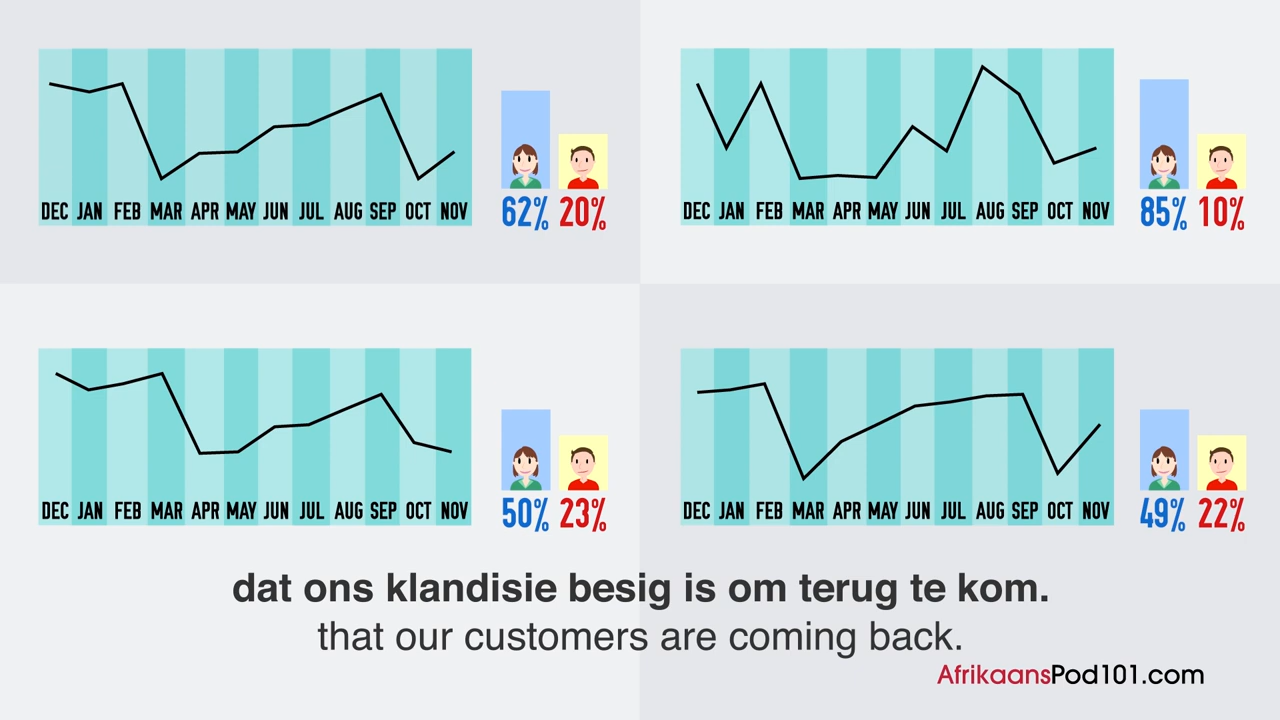 DEC JAN FEB MAR APR MAY JUN JUL AUG SEP OCT NOV
62% 20%
DEC JAN FEB MAR APR MAY JUN JUL AUG SEP OCT NOV
85% 10%
DEC JAN FEB MAR APR MAY JUN JUL AUG SEP OCT NOV
50% 23%
DEC JAN FEB MAR APR MAY JUN JUL AUG SEP OCT NOV
49% 22%
dat ons klandisie besig is om terug te kom.
that our customers are coming back.
AfrikaansPod101.com